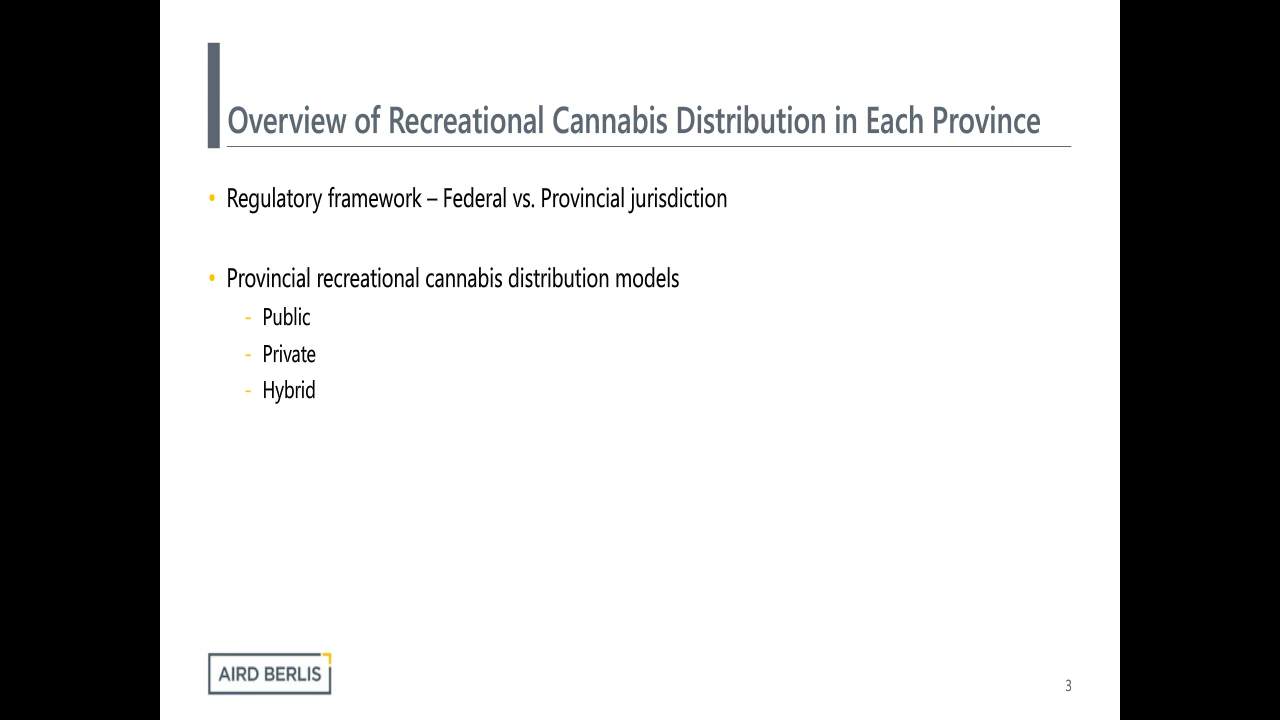 Overview of Recreational Cannabis Distribution in Each Province
• Regulatory framework – Federal vs. Provincial jurisdiction
• Provincial recreational cannabis distribution models
- Public
- Private
- Hybrid
AIRD BERLIS
3